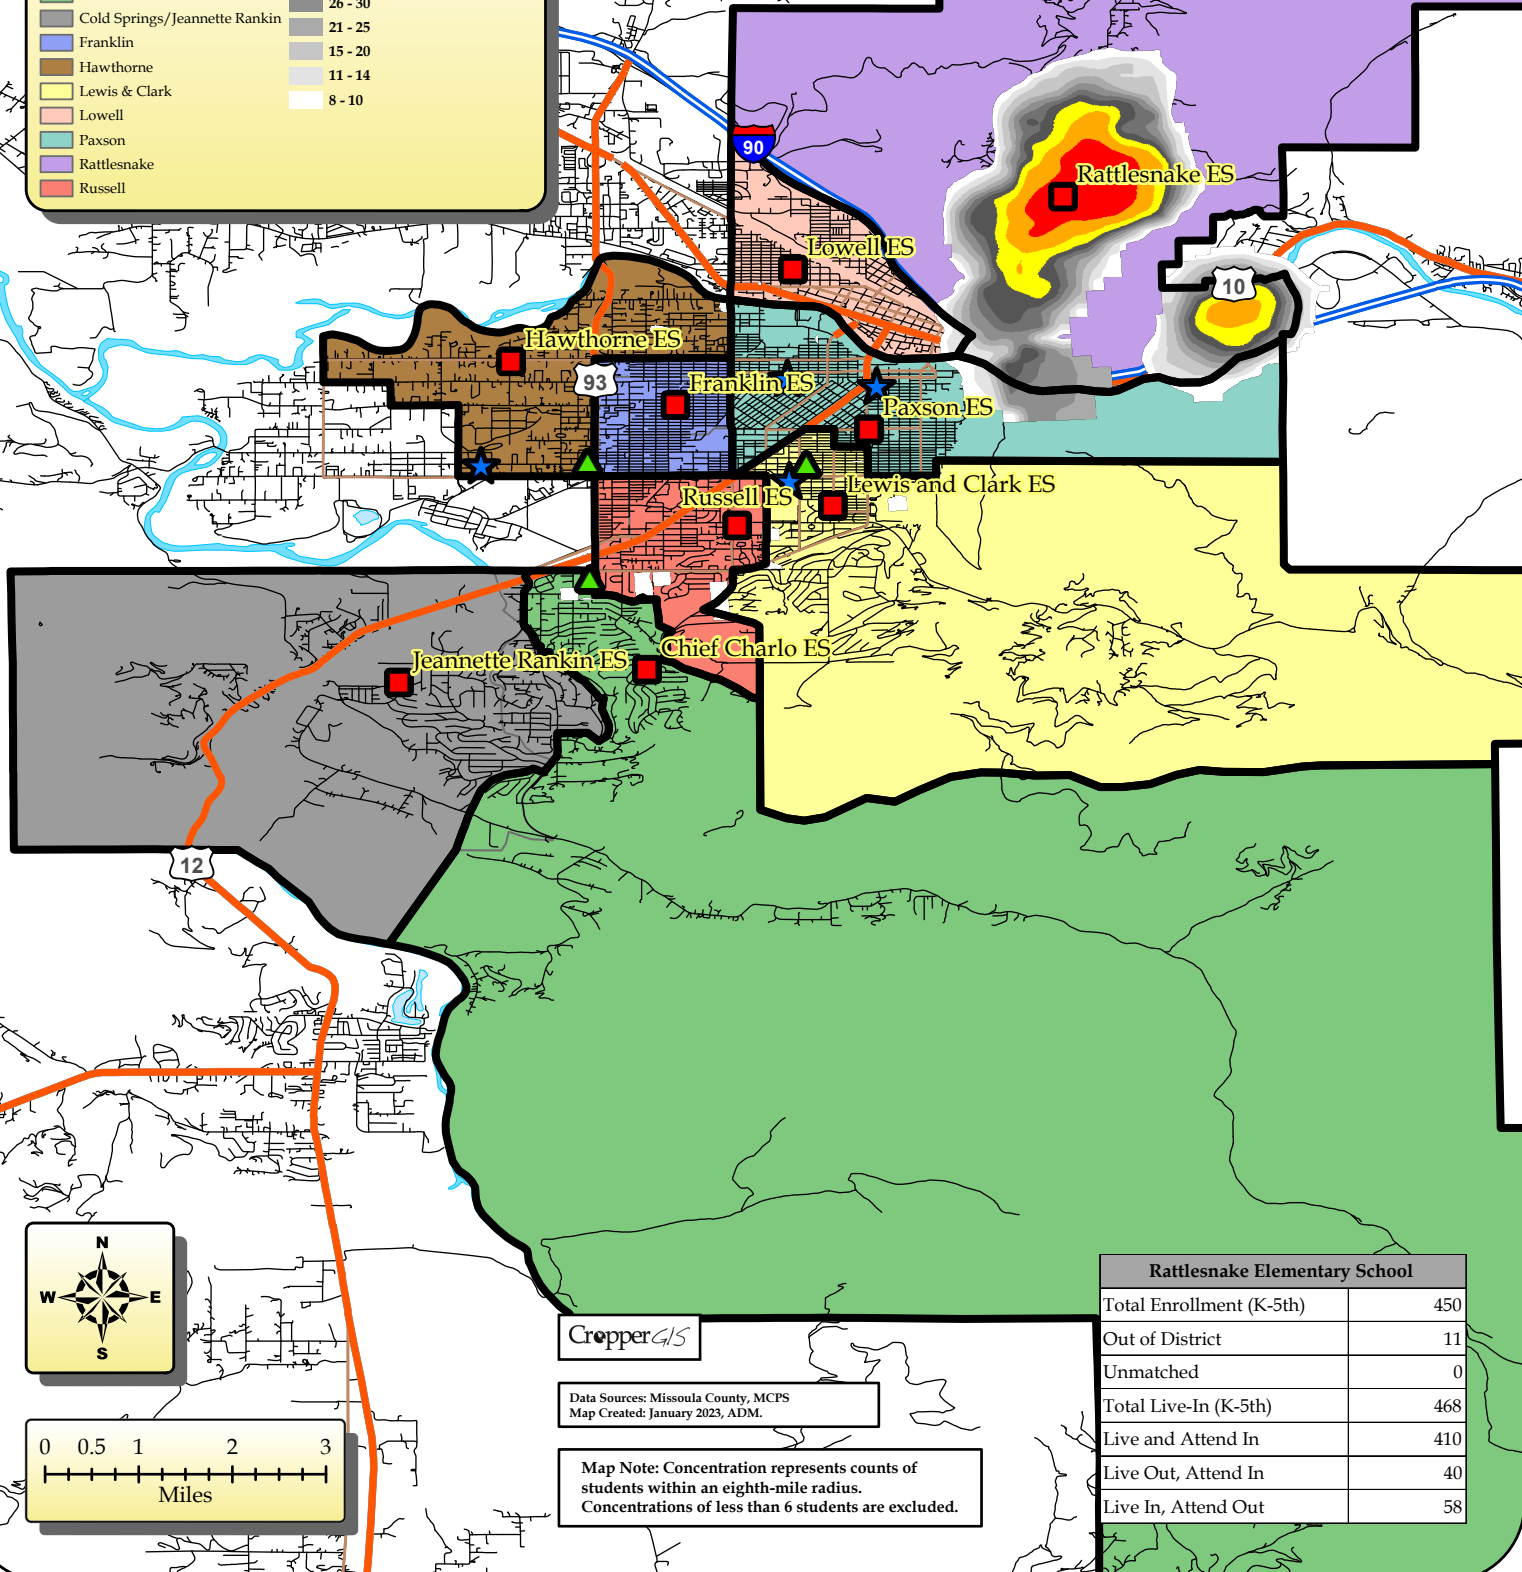 26 - 30
Cold Springs/Jeannette Rankin
21 - 25
Franklin
15 - 20
Hawthorne
11 - 14
Lewis & Clark
8 - 10
Lowell
Paxson
Rattlesnake
Russell
90
Rattlesnake ES
Lowell ES
10
Hawthorne ES
93
Franklin ES
Paxson ES
Lewis and Clark ES
Russell ES
Chief Charlo ES
Jeannette Rankin ES
12
N
W
E
S
0 0.5 1 2 3
Miles
CropperGIS
Data Sources: Missoula County, MCPS
Map Created: January 2023, ADM.
Map Note: Concentration represents counts of
students within an eighth-mile radius.
Concentrations of less than 6 students are excluded.
Rattlesnake Elementary School
Total Enrollment (K-5th) 450
Out of District 11
Unmatched 0
Total Live-In (K-5th) 468
Live and Attend In 410
Live Out, Attend In 40
Live In, Attend Out 58